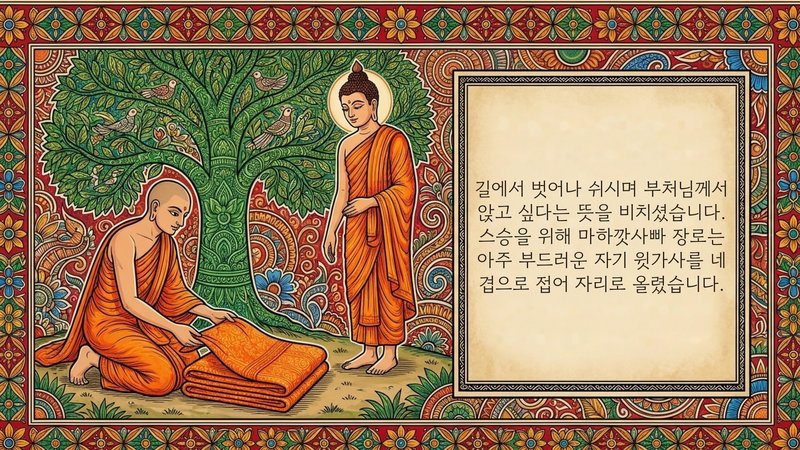 길에서 벗어나 쉬시며 부처님께서
앉고 싶다는 뜻을 비치셨습니다.
스승을 위해 마하깟사빠 장로는
아주 부드러운 자기 윗가사를 네
겹으로 접어 자리로 올렸습니다.